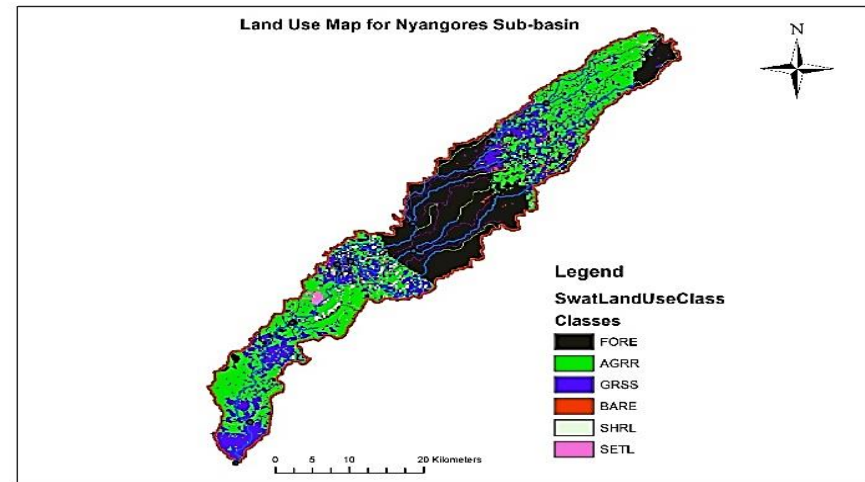 Land Use Map for Nyangores Sub-basin
N
Legend
SwatLandUseClass
Classes
FORE
AGRR
GRSS
BARE
SHRL
SETL
0 5 10 20 Kilometers